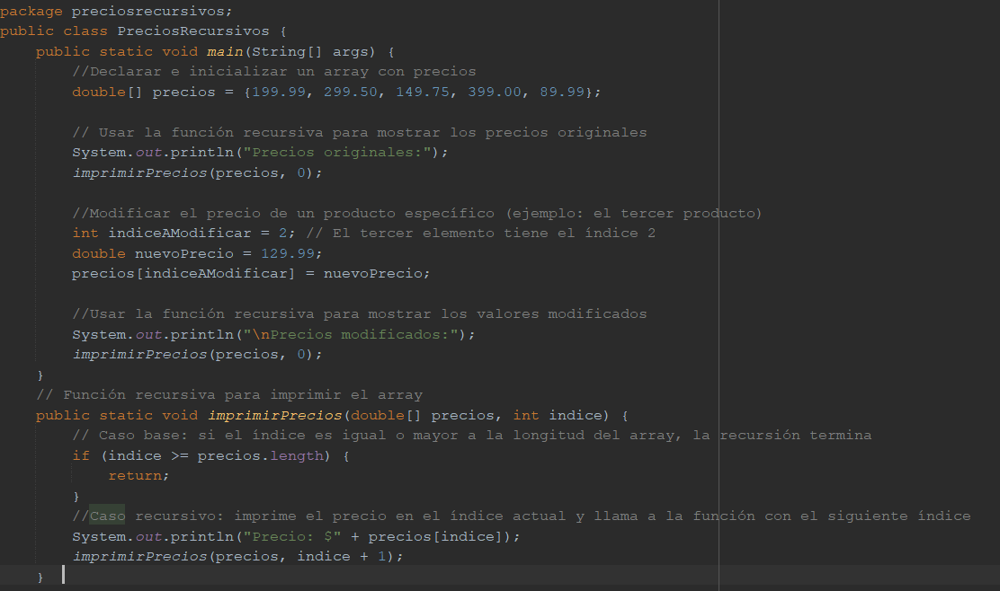 package preciosrecursivos;
public class PreciosRecursivos {
    public static void main(String[] args) {
        //Declarar e inicializar un array con precios
        double[] precios = {199.99, 299.50, 149.75, 399.00, 89.99};

        // Usar la función recursiva para mostrar los precios originales
        System.out.println("Precios originales:");
        imprimirPrecios(precios, 0);

        //Modificar el precio de un producto específico (ejemplo: el tercer producto)
        int indiceAModificar = 2; // El tercer elemento tiene el índice 2
        double nuevoPrecio = 129.99;
        precios[indiceAModificar] = nuevoPrecio;

        //Usar la función recursiva para mostrar los valores modificados
        System.out.println("\nPrecios modificados:");
        imprimirPrecios(precios, 0);
    }
    // Función recursiva para imprimir el array
    public static void imprimirPrecios(double[] precios, int indice) {
        // Caso base: si el índice es igual o mayor a la longitud del array, la recursión termina
        if (indice >= precios.length) {
            return;
        }
        //Caso recursivo: imprime el precio en el índice actual y llama a la función con el siguiente índice
        System.out.println("Precio: $" + precios[indice]);
        imprimirPrecios(precios, indice + 1);
    }